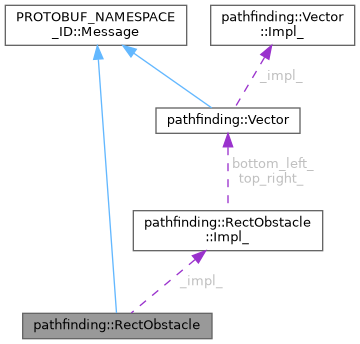 PROTOBUF_NAMESPACE
_ID::Message
pathfinding::Vector
::Impl_
_impl_
pathfinding::Vector
bottom_left_
top_right_
pathfinding::RectObstacle
::Impl_
_impl_
pathfinding::RectObstacle